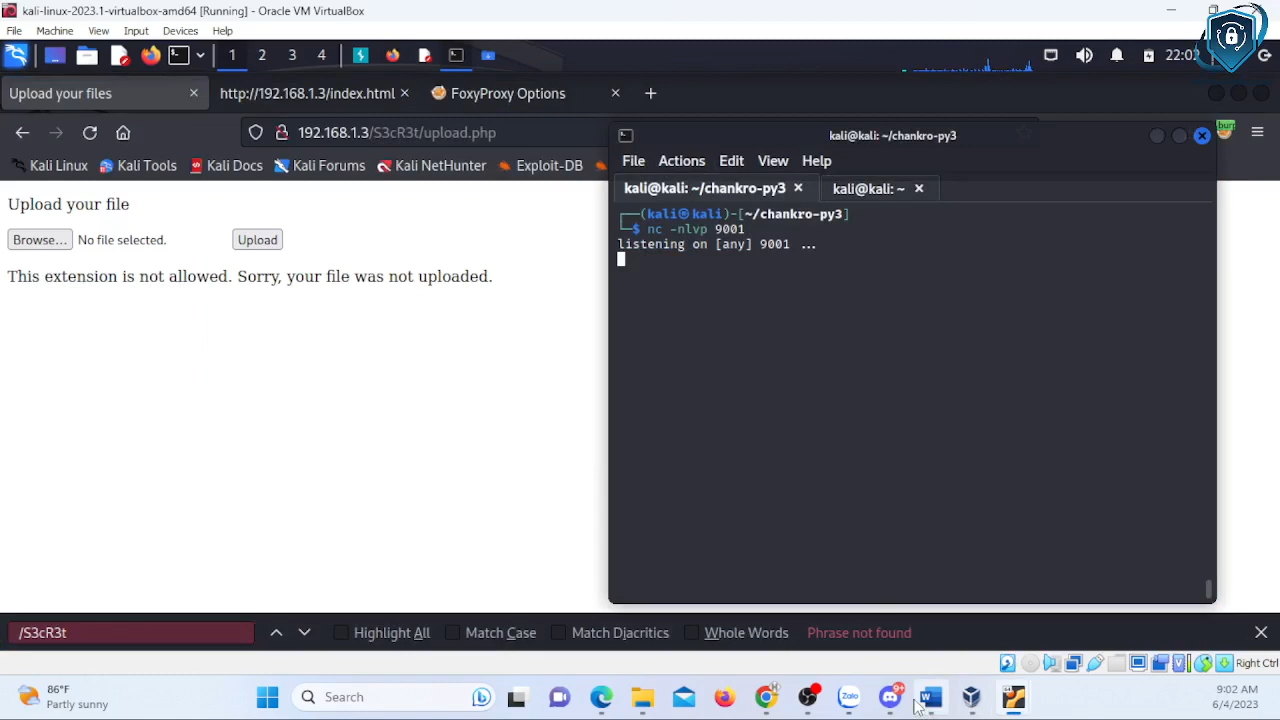 kali-linux-2023.1-virtualbox-amd64 [Running] - Oracle VM VirtualBox
File Machine View Input Devices Help
1 2 3 4
22:02
Upload your files
http://192.168.1.3/index.html
FoxyProxy Options
192.168.1.3/S3cR3t/upload.php
burp
Kali Linux Kali Tools Kali Docs Kali Forums Kali NetHunter Exploit-DB
Upload your file
Browse... No file selected. Upload
This extension is not allowed. Sorry, your file was not uploaded.
kali@kali: ~/chankro-py3
File Actions Edit View Help
kali@kali: ~/chankro-py3
kali@kali: ~
(kali㉿kali)-[~/chankro-py3]
$ nc -nlvp 9001
listening on [any] 9001 ...
/S3cR3t
Highlight All Match Case Match Diacritics Whole Words Phrase not found
Right Ctrl
86°F
Partly sunny
Search
Zalo
9+
W
9:02 AM
6/4/2023